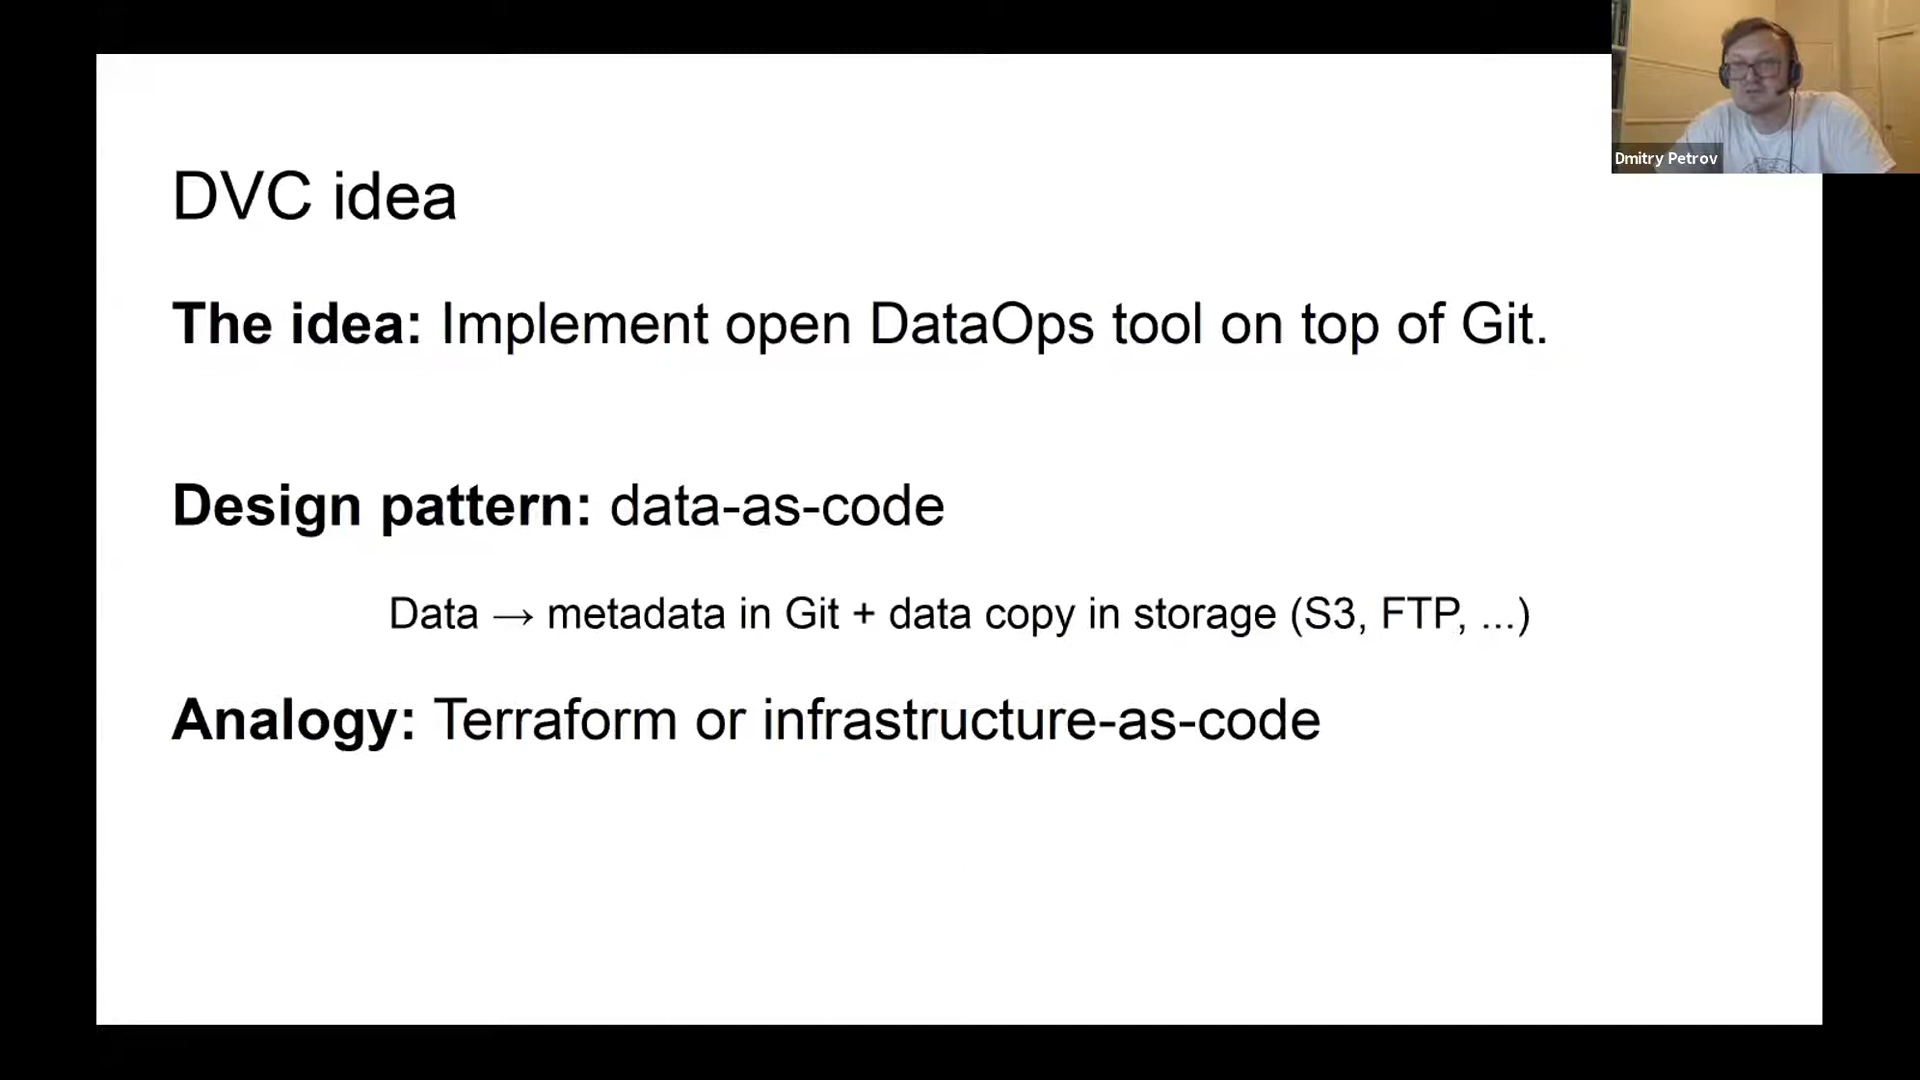 Dmitry Petrov
DVC idea
The idea: Implement open DataOps tool on top of Git.
Design pattern: data-as-code
Data → metadata in Git + data copy in storage (S3, FTP, ...)
Analogy: Terraform or infrastructure-as-code